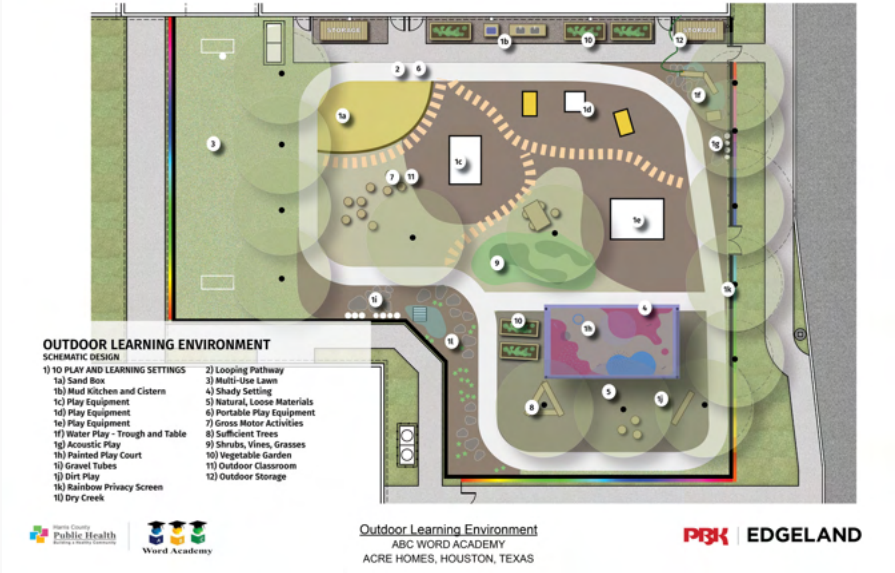 STORAGE
STORAGE
1b
10
12
2
6
1f
1a
1d
3
1g
1c
7
11
1e
9
1k
1i
4
10
1h
1l
5
1j
8
OUTDOOR LEARNING ENVIRONMENT
SCHEMATIC DESIGN
1) 10 PLAY AND LEARNING SETTINGS
1a) Sand Box
1b) Mud Kitchen and Cistern
1c) Play Equipment
1d) Play Equipment
1e) Play Equipment
1f) Water Play - Trough and Table
1g) Acoustic Play
1h) Painted Play Court
1i) Gravel Tubes
1j) Dirt Play
1k) Rainbow Privacy Screen
1l) Dry Creek
2) Looping Pathway
3) Multi-Use Lawn
4) Shady Setting
5) Natural, Loose Materials
6) Portable Play Equipment
7) Gross Motor Activities
8) Sufficient Trees
9) Shrubs, Vines, Grasses
10) Vegetable Garden
11) Outdoor Classroom
12) Outdoor Storage
Harris County
Public Health
Building a Healthy Community
Word Academy
Outdoor Learning Environment
ABC WORD ACADEMY
ACRE HOMES, HOUSTON, TEXAS
PBK
EDGELAND